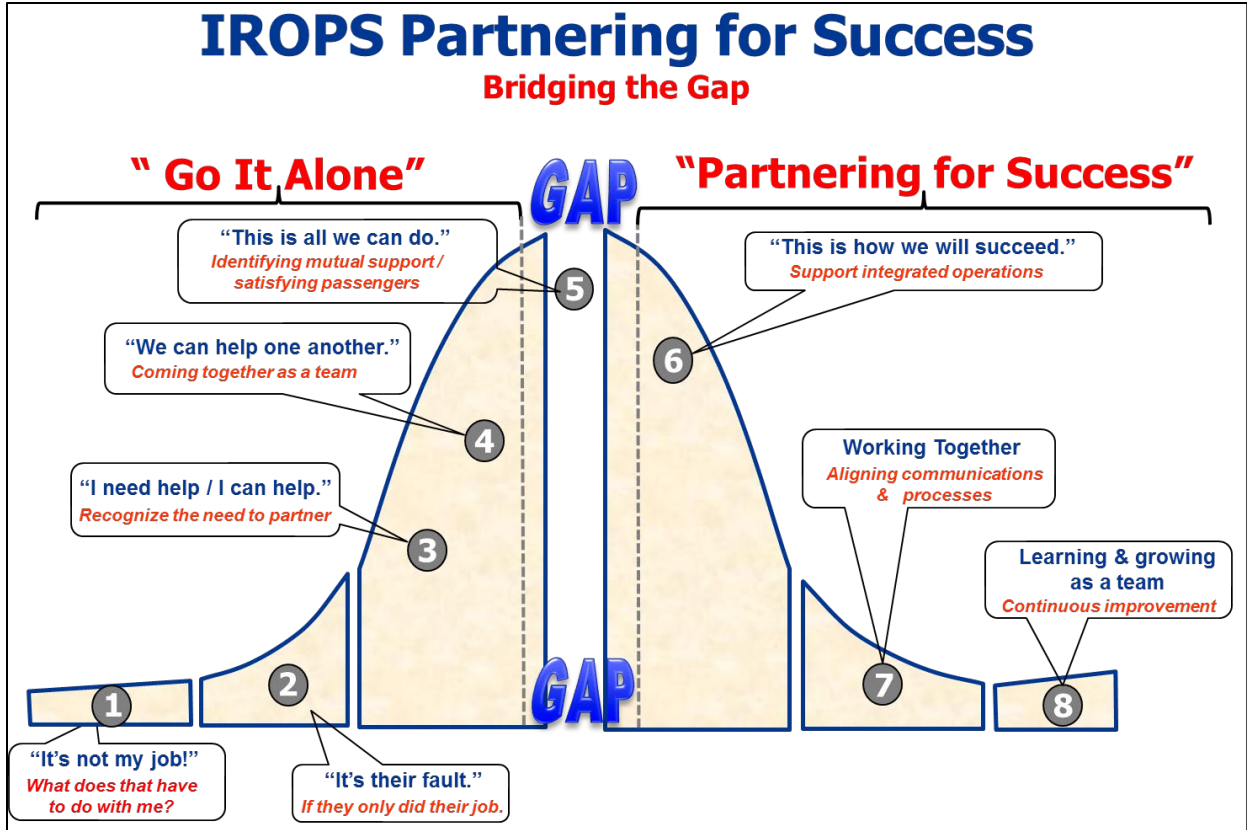 IROPS Partnering for Success
Bridging the Gap
“ Go It Alone”
GAP
“Partnering for Success”
“This is all we can do.”
Identifying mutual support /
satisfying passengers
5
“This is how we will succeed.”
Support integrated operations
6
“We can help one another.”
Coming together as a team
4
Working Together
Aligning communications
& processes
7
“I need help / I can help.”
Recognize the need to partner
3
Learning & growing
as a team
Continuous improvement
8
1
2
GAP
“It’s not my job!”
What does that have
to do with me?
“It’s their fault.”
If they only did their job.